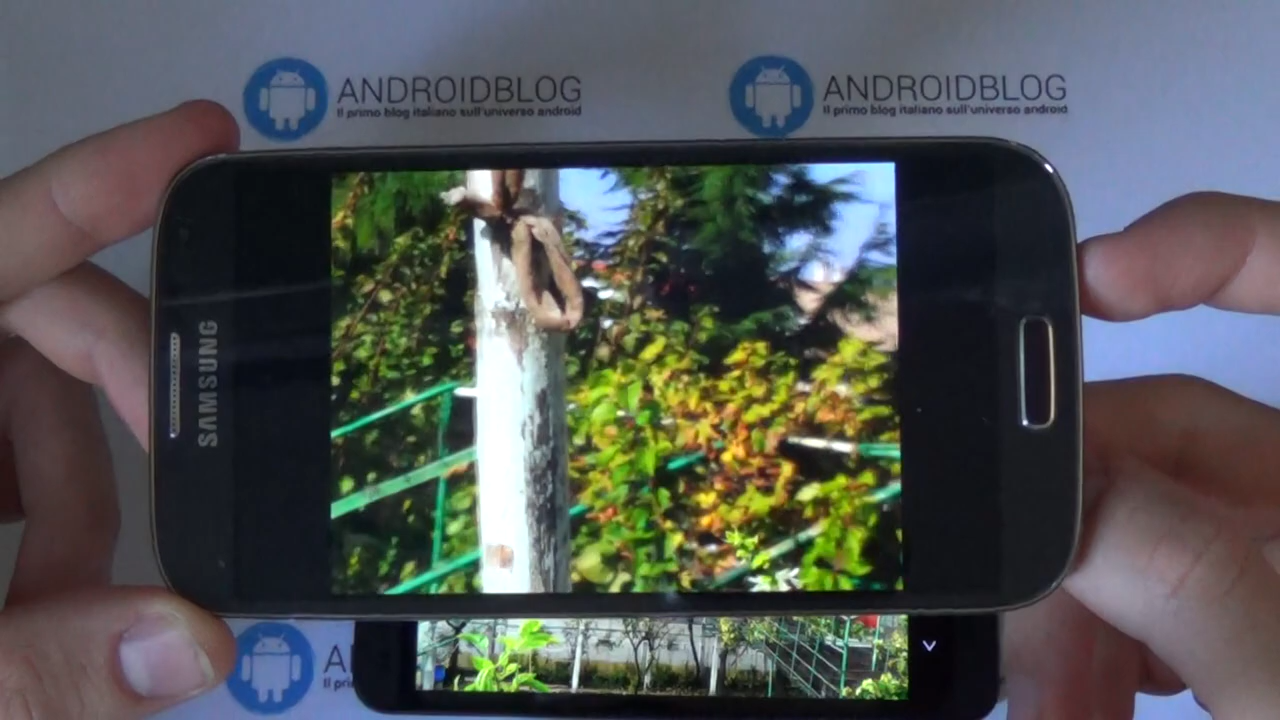 ANDROIDBLOG
Il primo blog italiano sull'universo android
ANDROIDBLOG
Il primo blog italiano sull'universo android
SAMSUNG